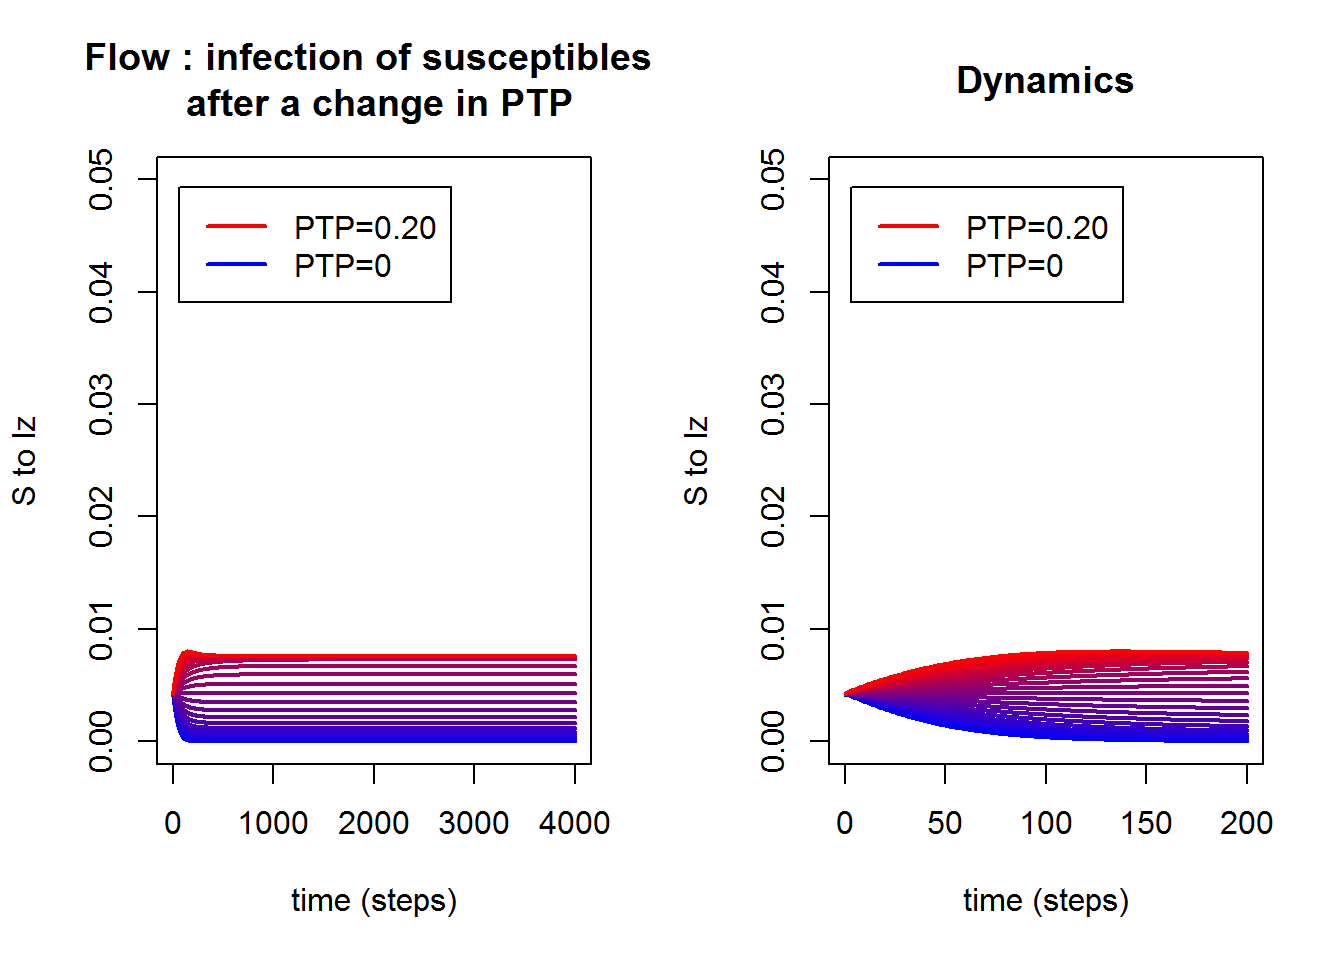 Flow : infection of susceptibles
after a change in PTP
0.05
0.04
0.03
0.02
0.01
0.00
S to Iz
PTP=0.20
PTP=0
0
1000
2000
3000
4000
time (steps)
Dynamics
0.05
0.04
0.03
0.02
0.01
0.00
S to Iz
PTP=0.20
PTP=0
0
50
100
150
200
time (steps)